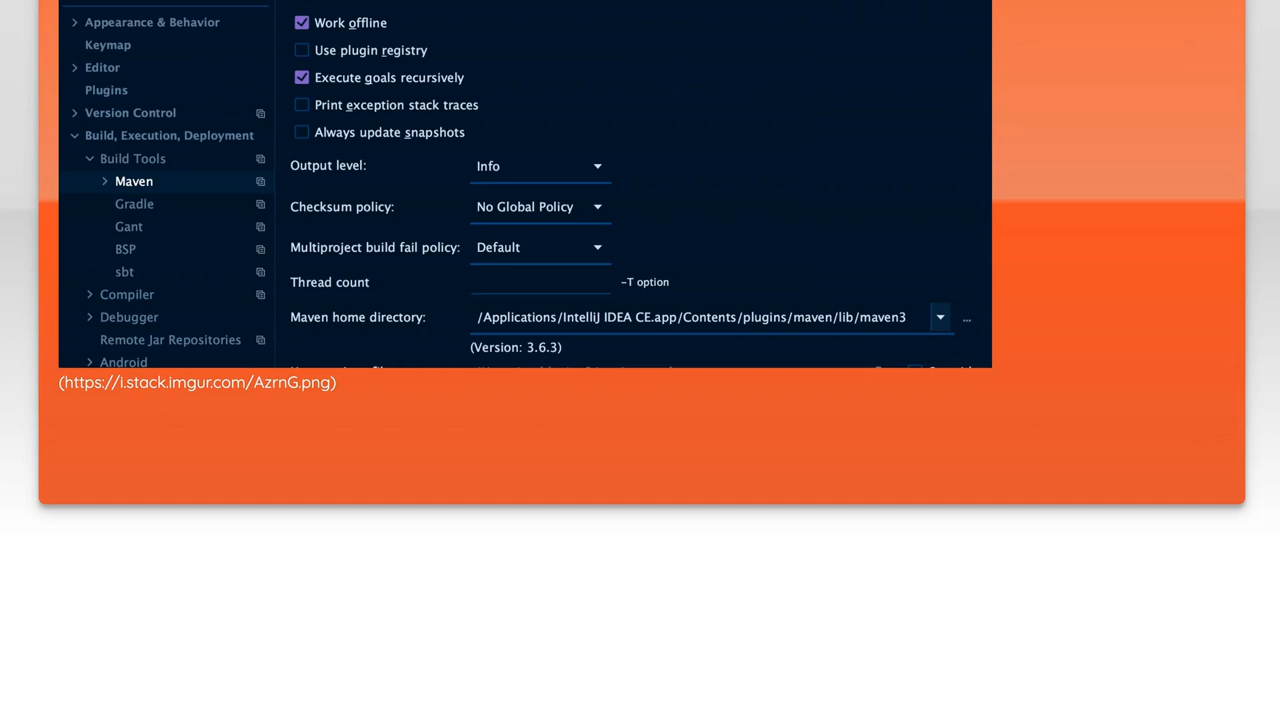 Appearance & Behavior
Keymap
Editor
Plugins
Version Control
Build, Execution, Deployment
Build Tools
Maven
Gradle
Gant
BSP
sbt
Compiler
Debugger
Remote Jar Repositories
Android
Work offline
Use plugin registry
Execute goals recursively
Print exception stack traces
Always update snapshots
Output level: Info
Checksum policy: No Global Policy
Multiproject build fail policy: Default
Thread count -T option
Maven home directory: /Applications/IntelliJ IDEA CE.app/Contents/plugins/maven/lib/maven3 ...
(Version: 3.6.3)
(https://i.stack.imgur.com/AzrnG.png)